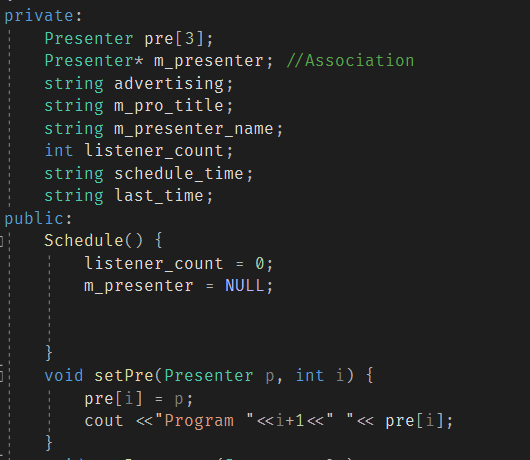 private:
Presenter pre[3];
Presenter* m_presenter; //Association
string advertising;
string m_pro_title;
string m_presenter_name;
int listener_count;
string schedule_time;
string last_time;
public:
Schedule() {
listener_count = 0;
m_presenter = NULL;
}
void setPre(Presenter p, int i) {
pre[i] = p;
cout <<"Program "<<i+1<<" "<< pre[i];
}